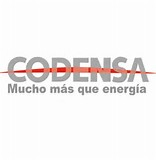 CODENSA
Mucho más que energía